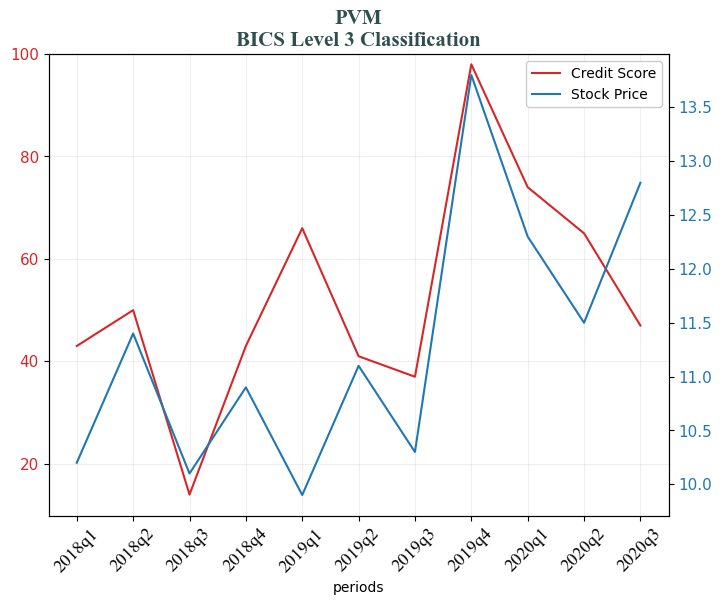 PVM
BICS Level 3 Classification
Credit Score
Stock Price
100
80
60
40
20
13.5
13.0
12.5
12.0
11.5
11.0
10.5
10.0
2018q1 2018q2 2018q3 2018q4 2019q1 2019q2 2019q3 2019q4 2020q1 2020q2 2020q3
periods